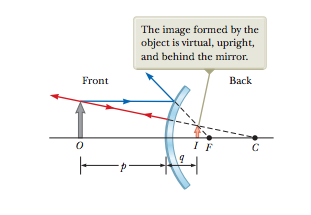 The image formed by the
object is virtual, upright,
and behind the mirror.
Front
Back
O
I
F
C
p
q